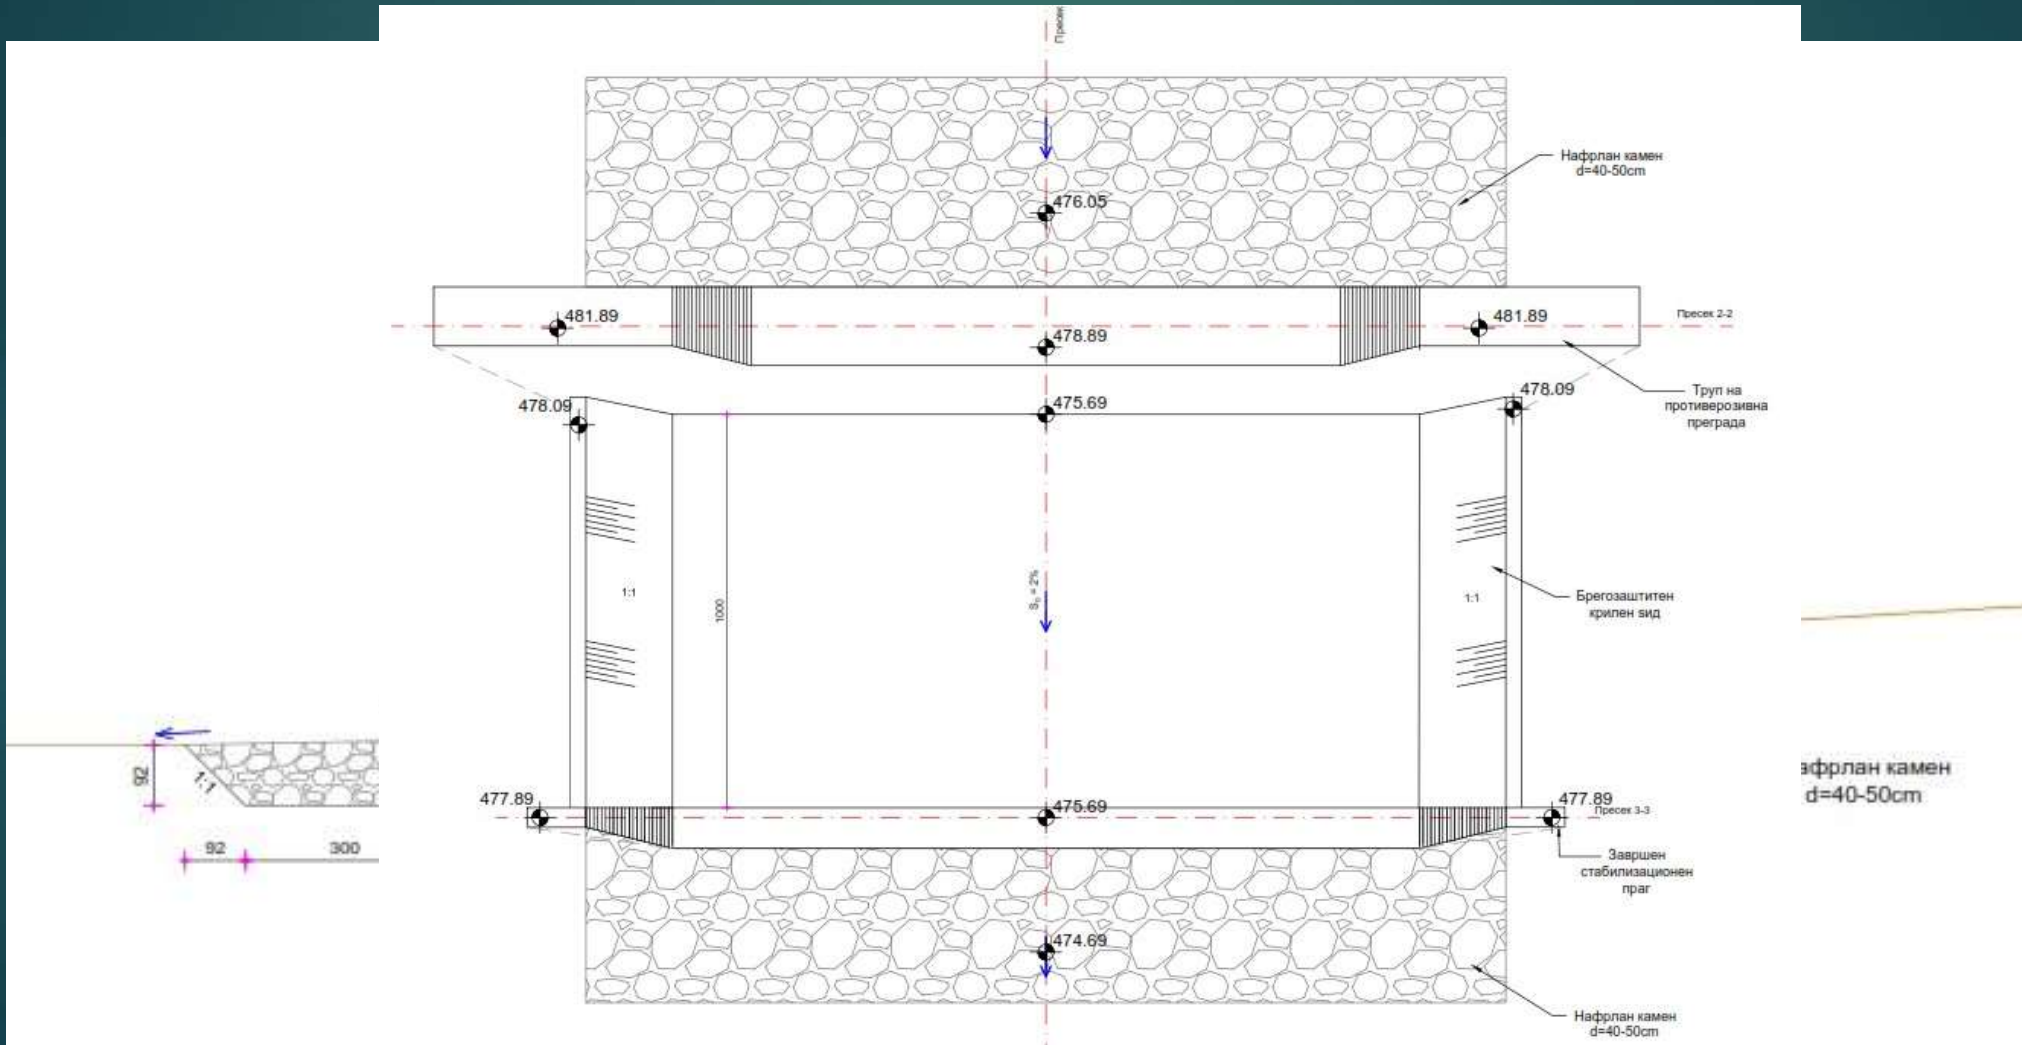 Пресек
Нафрлан камен
d=40-50cm
476.05
481.89
481.89
Пресек 2-2
478.89
478.09
475.69
478.09
Труп на
противерозивна
преграда
1:1
1000
S₀ = 2%
1:1
Брегозаштитен
крилен ѕид
92
1:1
92
300
477.89
475.69
477.89
Пресек 3-3
Завршен
стабилизационен
праг
афрлан камен
d=40-50cm
474.69
Нафрлан камен
d=40-50cm